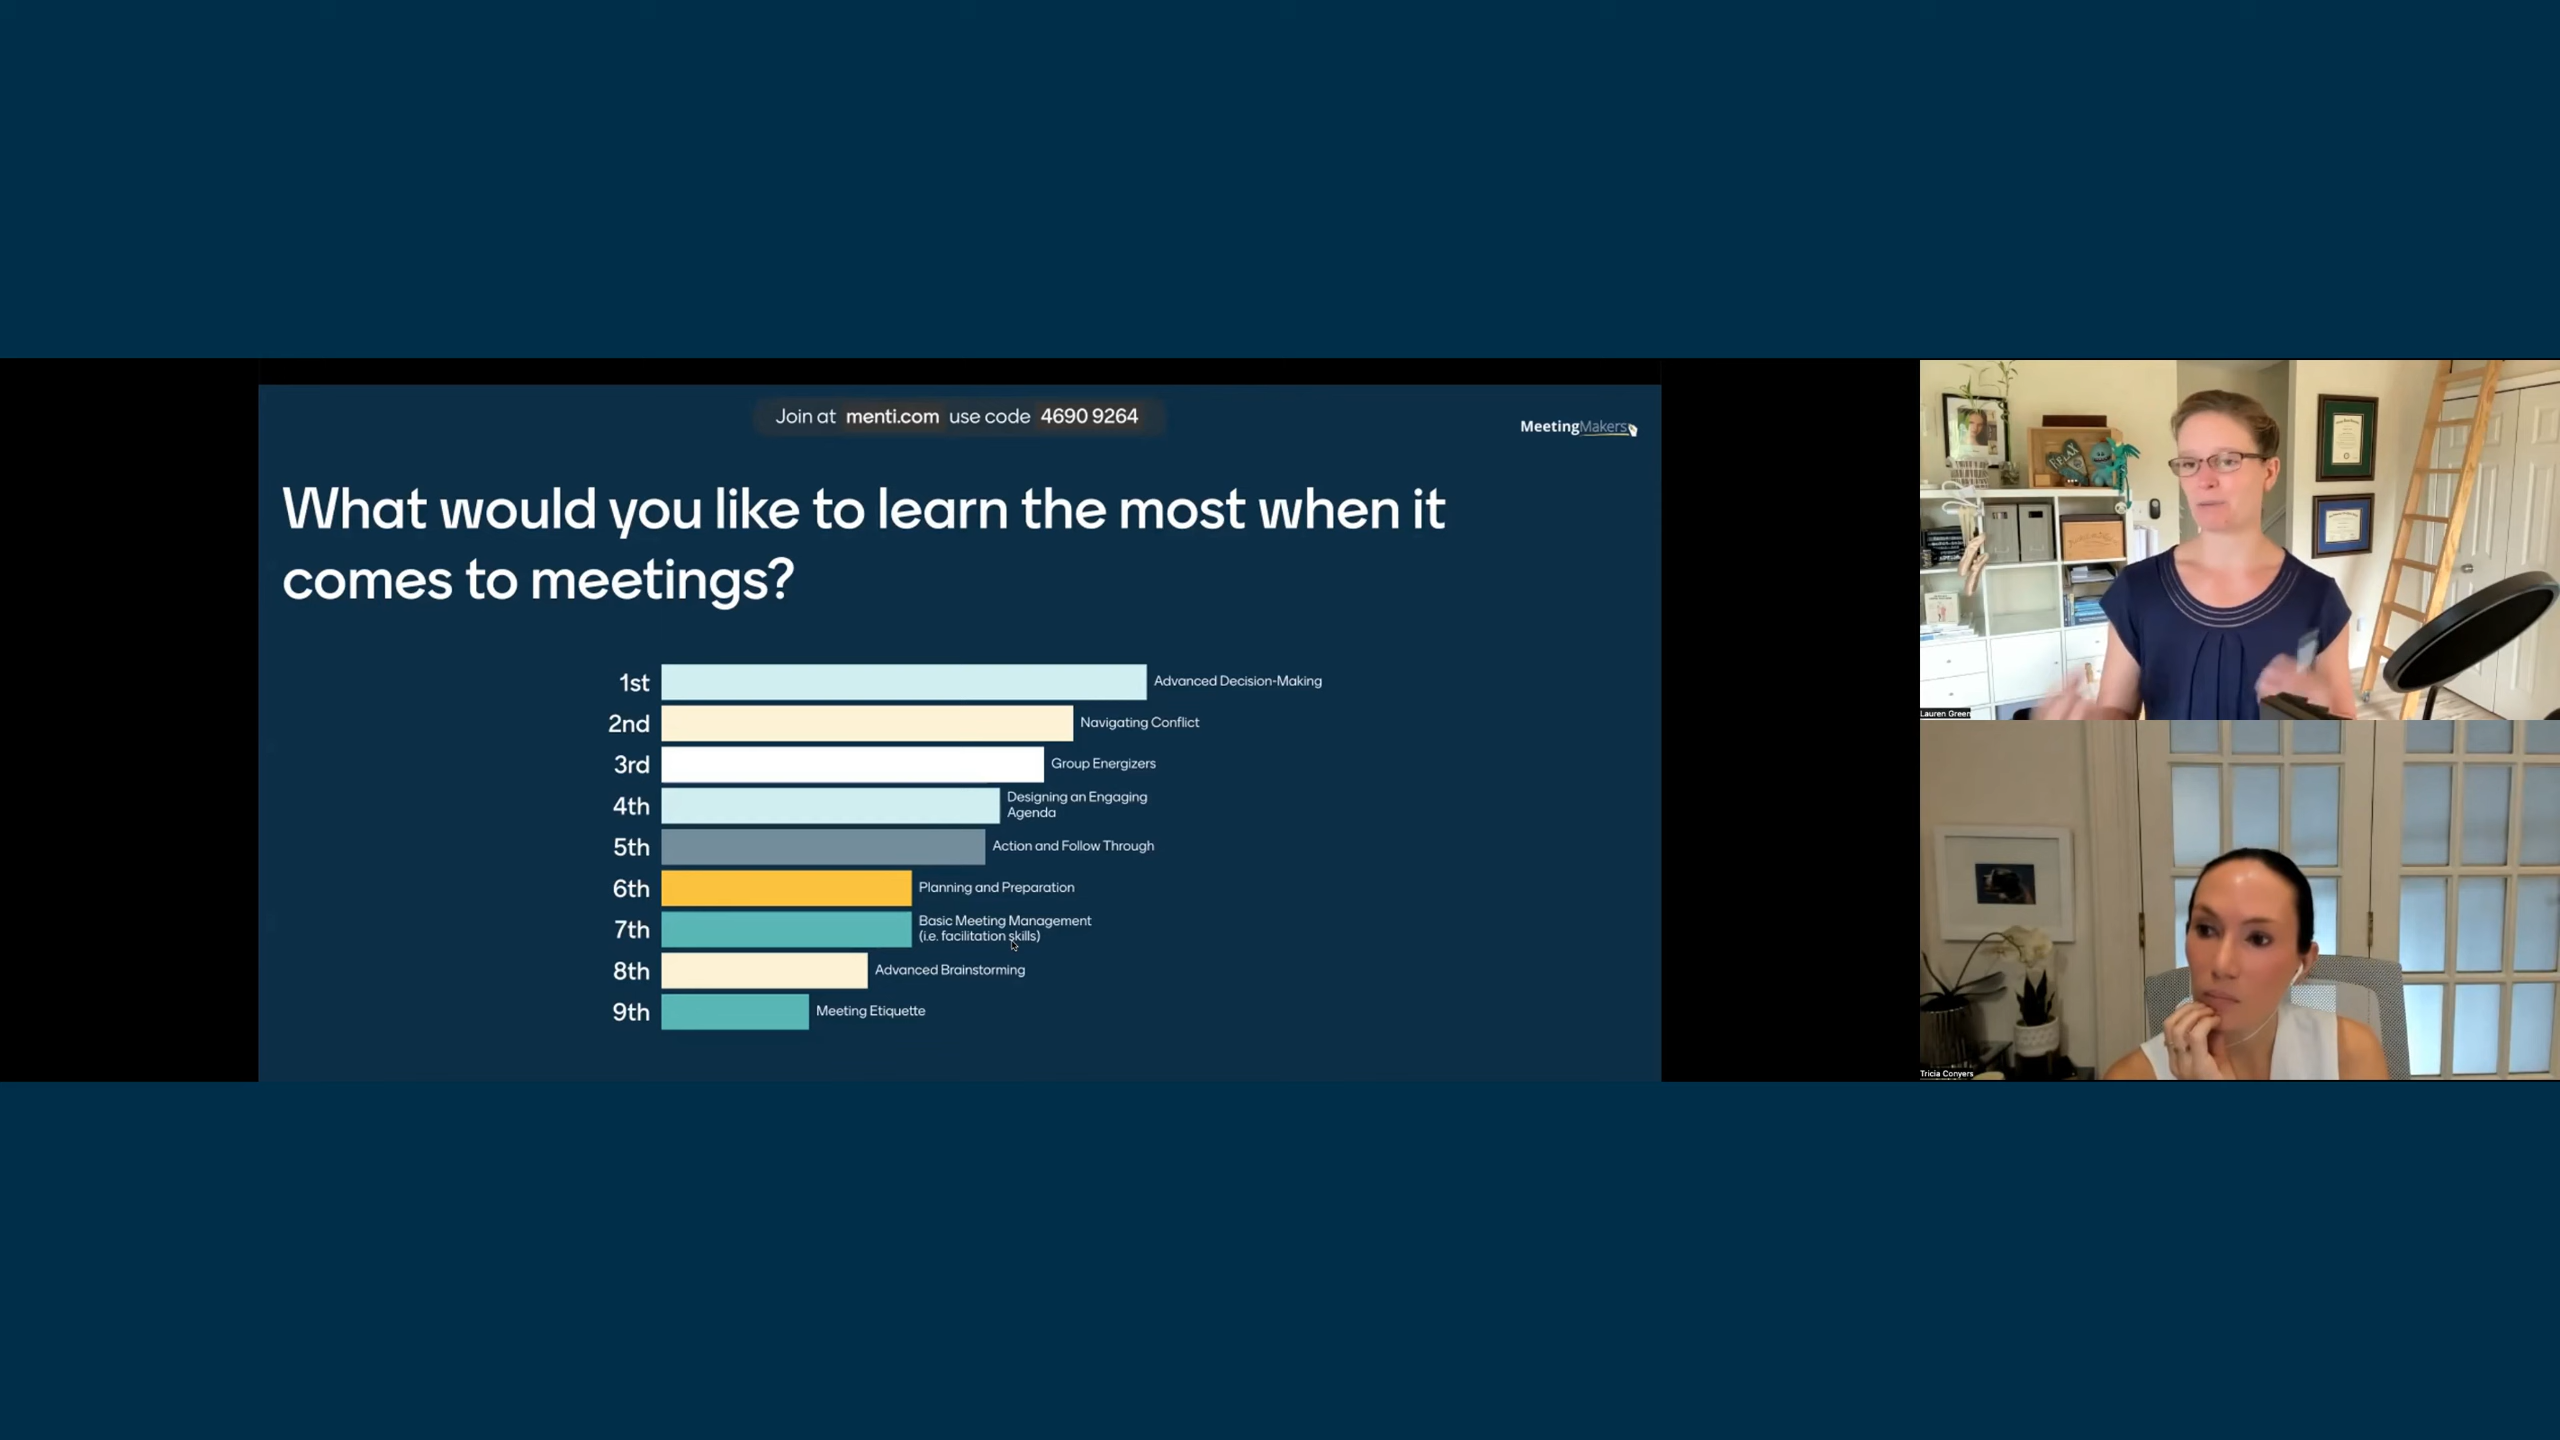 Join at menti.com use code 4690 9264
MeetingMakers
What would you like to learn the most when it
comes to meetings?
1st
Advanced Decision-Making
2nd
Navigating Conflict
3rd
Group Energizers
4th
Designing an Engaging
Agenda
5th
Action and Follow Through
6th
Planning and Preparation
7th
Basic Meeting Management
(i.e. facilitation skills)
8th
Advanced Brainstorming
9th
Meeting Etiquette
RELAX
Lauren Green
Tricia Conyers